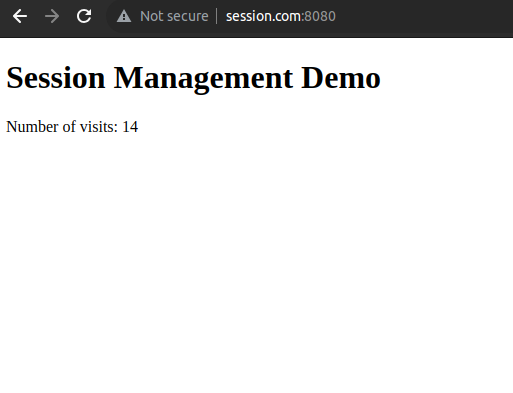 Not secure | session.com:8080
Session Management Demo
Number of visits: 14